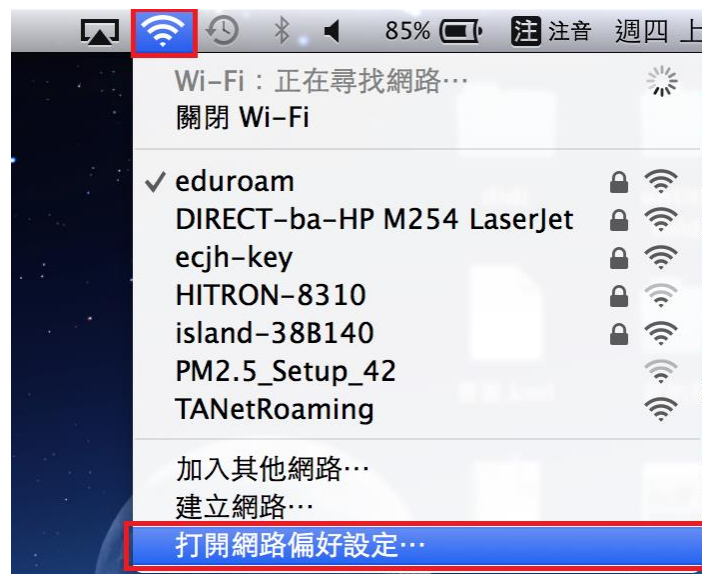 85% 注 注音 週四 上
Wi-Fi：正在尋找網路…
關閉 Wi-Fi
eduroam
DIRECT-ba-HP M254 LaserJet
ecjh-key
HITRON-8310
island-38B140
PM2.5_Setup_42
TANetRoaming
加入其他網路…
建立網路…
打開網路偏好設定…